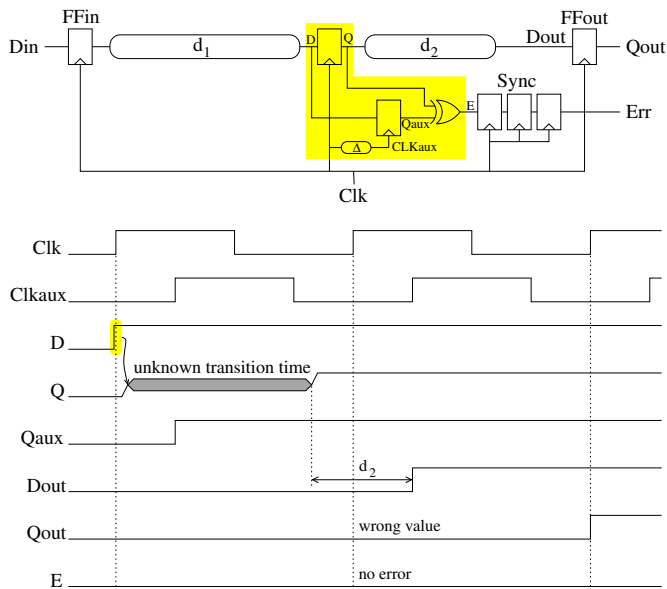 FFin
FFout
Din
d1
D
Q
d2
Dout
Qout
Sync
E
Err
Qaux
Δ
CLKaux
Clk
Clk
Clkaux
D
unknown transition time
Q
Qaux
d2
Dout
Qout
wrong value
E
no error